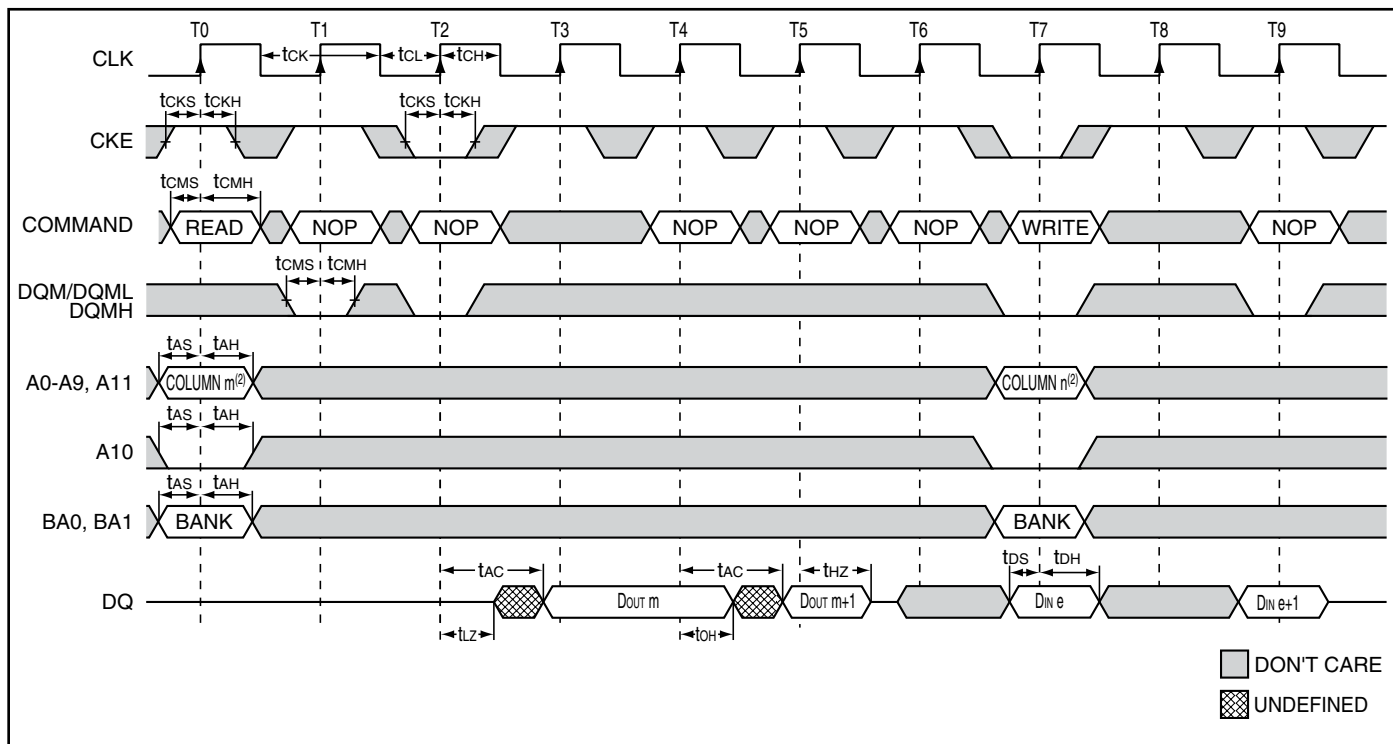 T0 T1 T2 T3 T4 T5 T6 T7 T8 T9
CLK tCK tCL tCH
tCKS tCKH tCKS tCKH
CKE
tCMS tCMH
COMMAND READ NOP NOP NOP NOP NOP WRITE NOP
tCMS tCMH
DQM/DQML
DQMH
tAS tAH
A0-A9, A11 COLUMN m(2) COLUMN n(2)
tAS tAH
A10
tAS tAH
BA0, BA1 BANK BANK
tAC tAC tHZ tDS tDH
DQ DOUT m DOUT m+1 DIN e DIN e+1
tLZ tOH
DON'T CARE
UNDEFINED